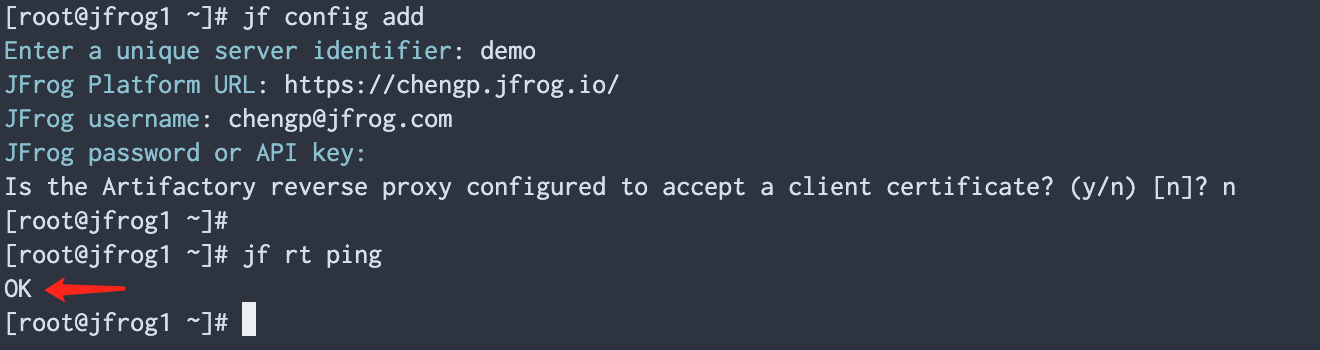 [root@jfrog1 ~]# jf config add
Enter a unique server identifier: demo
JFrog Platform URL: https://chengp.jfrog.io/
JFrog username: chengp@jfrog.com
JFrog password or API key:
Is the Artifactory reverse proxy configured to accept a client certificate? (y/n) [n]? n
[root@jfrog1 ~]#
[root@jfrog1 ~]# jf rt ping
OK
[root@jfrog1 ~]#